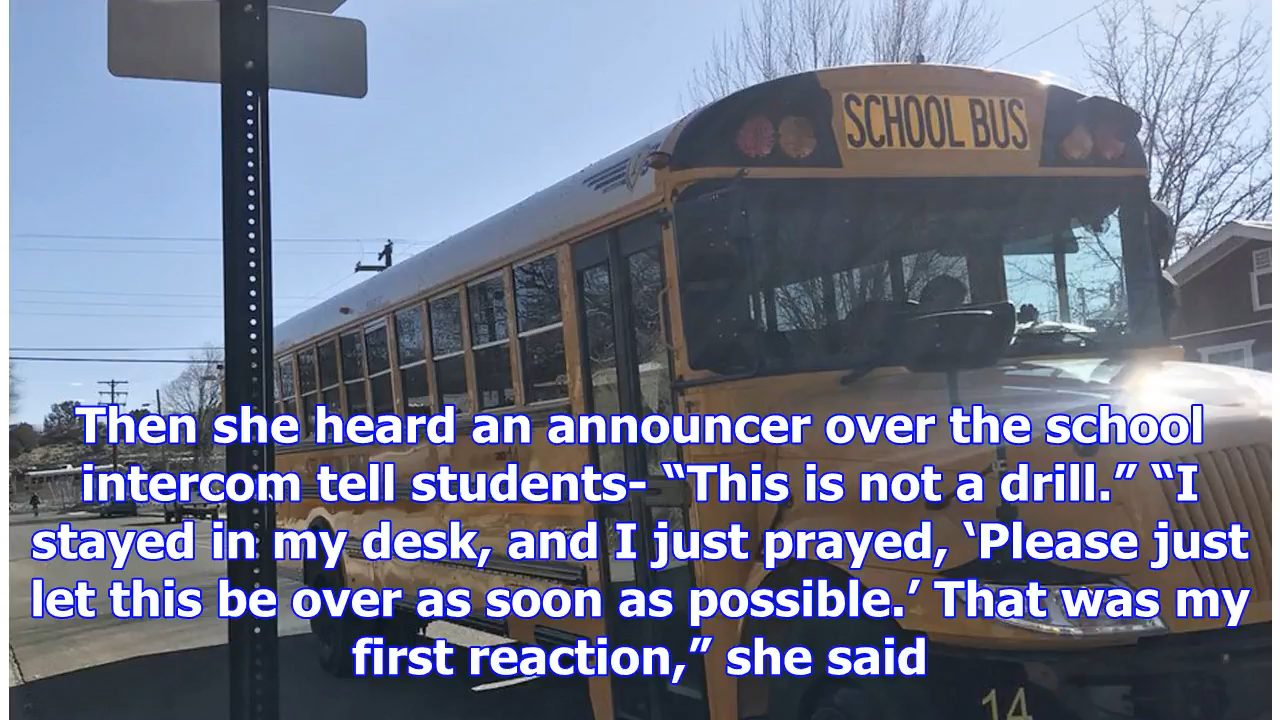 SCHOOL BUS
Then she heard an announcer over the school
intercom tell students- “This is not a drill.” “I
stayed in my desk, and I just prayed, ‘Please just
let this be over as soon as possible.’ That was my
first reaction,” she said
14